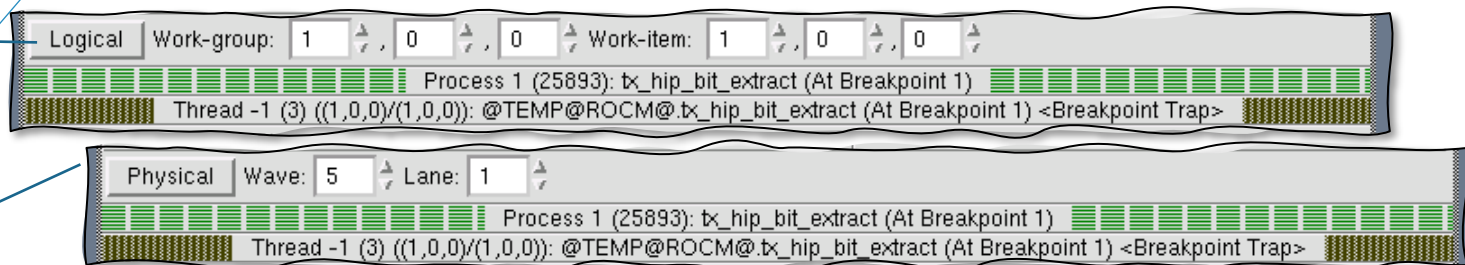 Logical Work-group: 1 , 0 , 0 Work-item: 1 , 0 , 0
Process 1 (25893): tx_hip_bit_extract (At Breakpoint 1)
Thread -1 (3) ((1,0,0)/(1,0,0)): @TEMP@ROCM@.tx_hip_bit_extract (At Breakpoint 1) <Breakpoint Trap>
Physical Wave: 5 Lane: 1
Process 1 (25893): tx_hip_bit_extract (At Breakpoint 1)
Thread -1 (3) ((1,0,0)/(1,0,0)): @TEMP@ROCM@.tx_hip_bit_extract (At Breakpoint 1) <Breakpoint Trap>